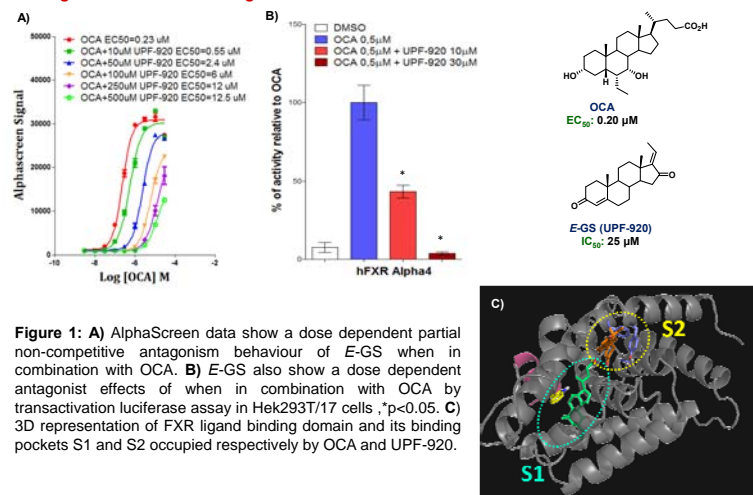 A)
OCA EC50=0.23 uM
OCA+10uM UPF-920 EC50=0.55 uM
OCA+50uM UPF-920 EC50=2.4 uM
OCA+100uM UPF-920 EC50=6 uM
OCA+250uM UPF-920 EC50=12 uM
OCA+500uM UPF-920 EC50=12.5 uM
Alphascreen Signal
50000
40000
30000
20000
10000
0
-10
-8
-6
-4
-2
Log [OCA] M
B)
DMSO
OCA 0,5µM
OCA 0,5µM + UPF-920 10µM
OCA 0,5µM + UPF-920 30µM
% of activity relative to OCA
150
100
50
0
*
*
hFXR Alpha4
CO₂H
HO
H
OH
OCA
EC₅₀: 0.20 µM
O
O
E-GS (UPF-920)
IC₅₀: 25 µM
Figure 1: A) AlphaScreen data show a dose dependent partial
non-competitive antagonism behaviour of E-GS when in
combination with OCA. B) E-GS also show a dose dependent
antagonist effects of when in combination with OCA by
transactivation luciferase assay in Hek293T/17 cells ,*p<0.05. C)
3D representation of FXR ligand binding domain and its binding
pockets S1 and S2 occupied respectively by OCA and UPF-920.
C)
S2
S1